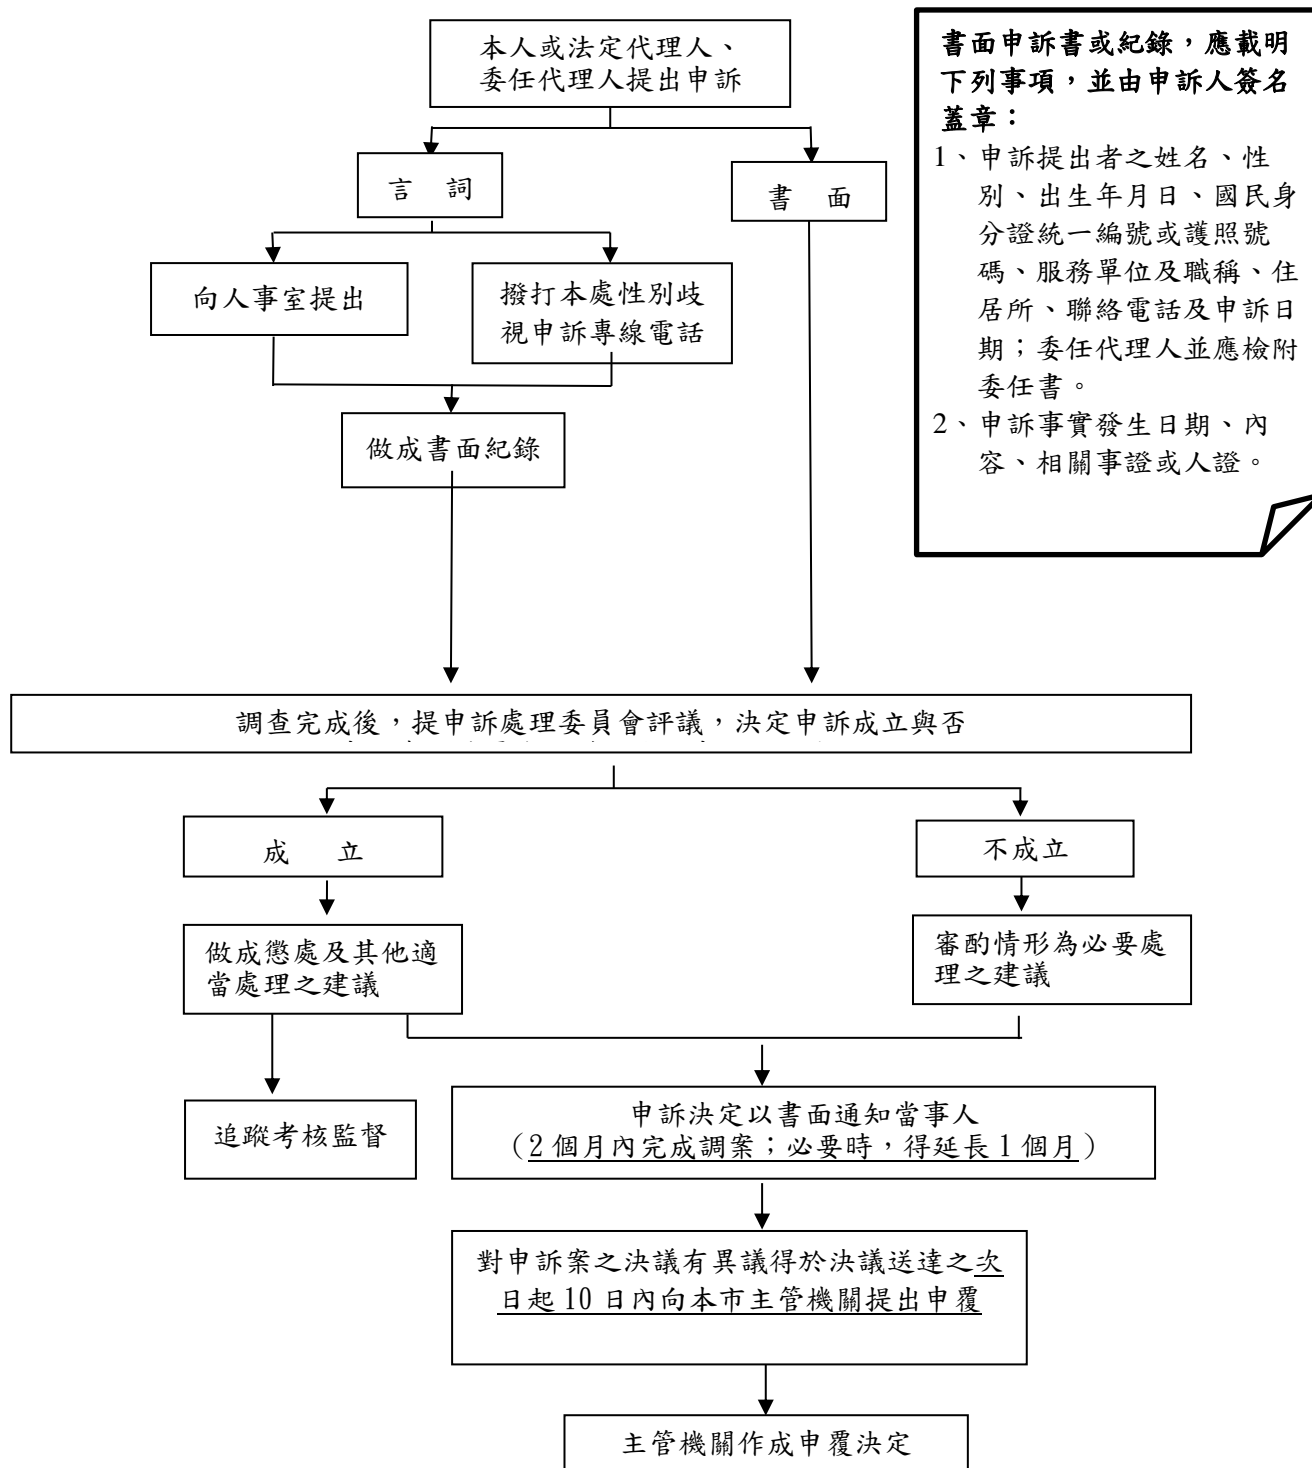 本人或法定代理人、
委任代理人提出申訴
書面申訴書或紀錄，應載明
下列事項，並由申訴人簽名
蓋章：
1、申訴提出者之姓名、性
別、出生年月日、國民身
分證統一編號或護照號
碼、服務單位及職稱、住
居所、聯絡電話及申訴日
期；委任代理人並應檢附
委任書。
2、申訴事實發生日期、內
容、相關事證或人證。
言 詞
書 面
向人事室提出
撥打本處性別歧
視申訴專線電話
做成書面紀錄
調查完成後，提申訴處理委員會評議，決定申訴成立與否
成 立
不成立
做成懲處及其他適
當處理之建議
審酌情形為必要處
理之建議
追蹤考核監督
申訴決定以書面通知當事人
（2個月內完成調案；必要時，得延長1個月）
對申訴案之決議有異議得於決議送達之次
日起10日內向本市主管機關提出申覆
主管機關作成申覆決定